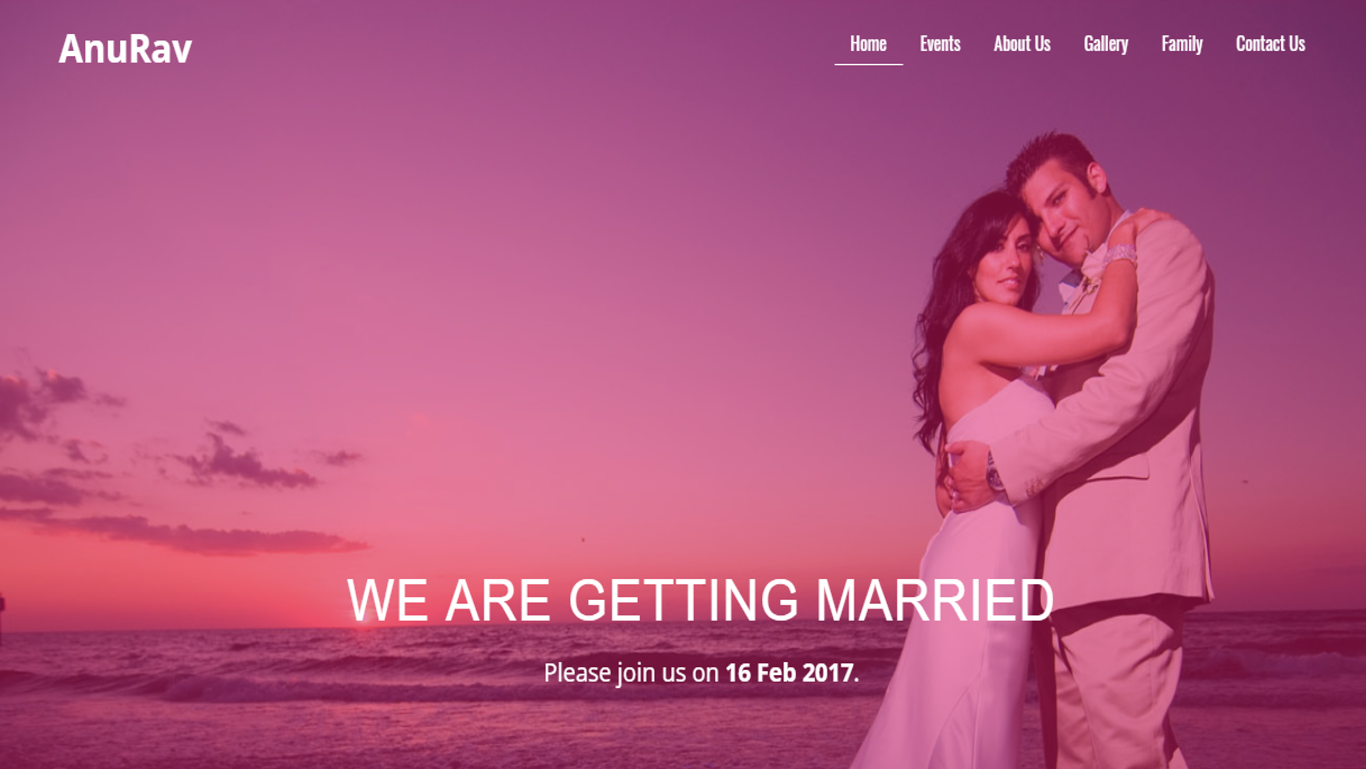 AnuRav
Home Events About Us Gallery Family Contact Us
WE ARE GETTING MARRIED
Please join us on 16 Feb 2017.